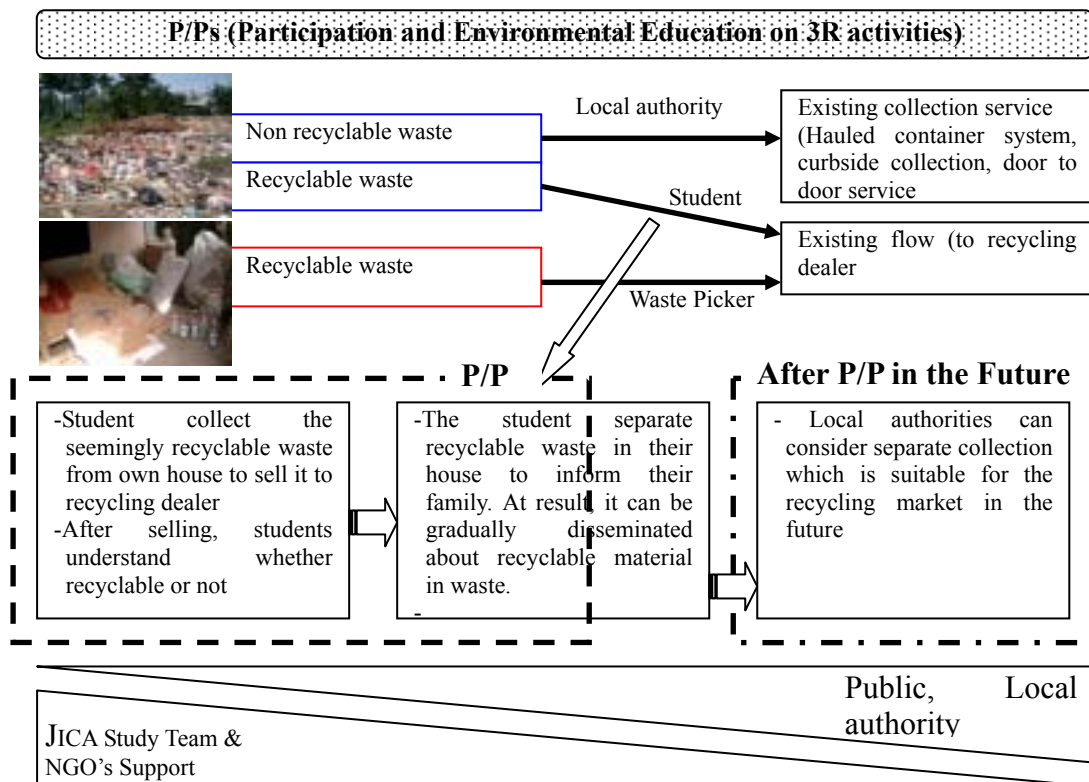 P/Ps (Participation and Environmental Education on 3R activities)
Non recyclable waste
Local authority
Existing collection service
(Hauled container system,
curbside collection, door to
door service
Recyclable waste
Student
Existing flow (to recycling
dealer
Recyclable waste
Waste Picker
P/P
-Student collect the
seemingly recyclable waste
from own house to sell it to
recycling dealer
-After selling, students
understand whether
recyclable or not
-The student separate
recyclable waste in their
house to inform their
family. At result, it can be
gradually disseminated
about recyclable material
in waste.
-
After P/P in the Future
- Local authorities can
consider separate collection
which is suitable for the
recycling market in the
future
Public, Local
authority
JICA Study Team &
NGO's Support